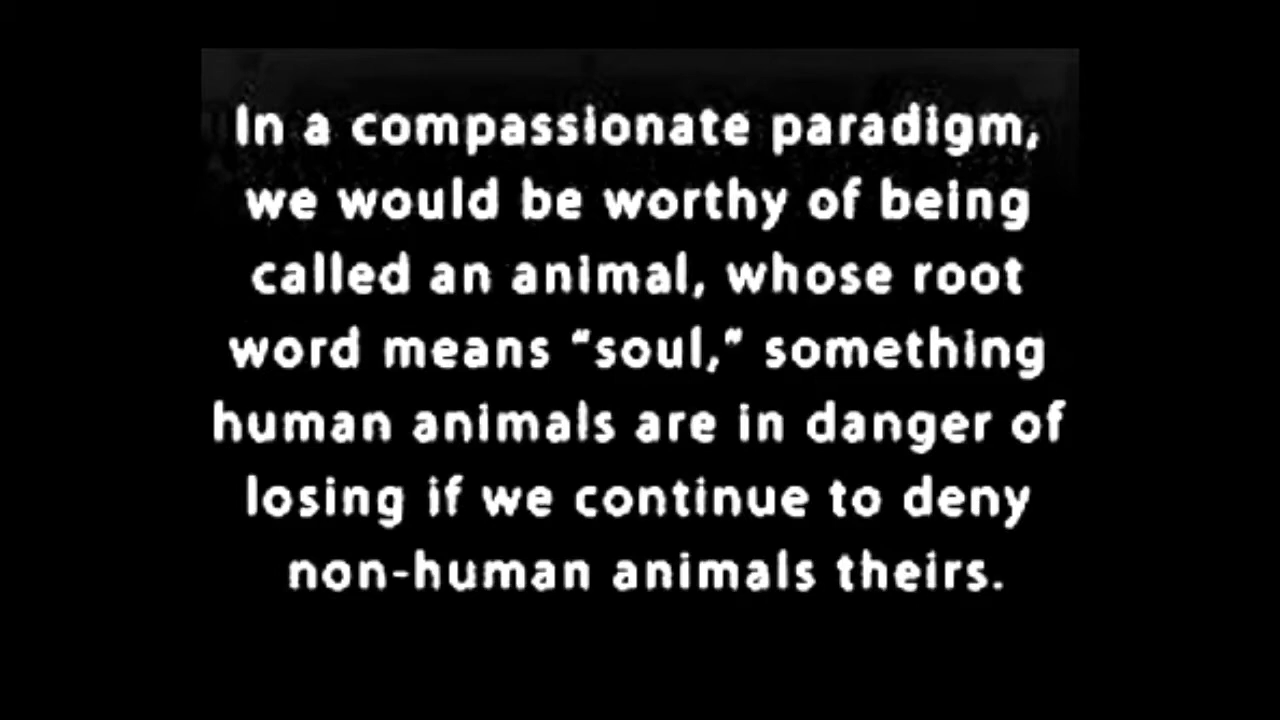 In a compassionate paradigm,
we would be worthy of being
called an animal, whose root
word means "soul," something
human animals are in danger of
losing if we continue to deny
non-human animals theirs.